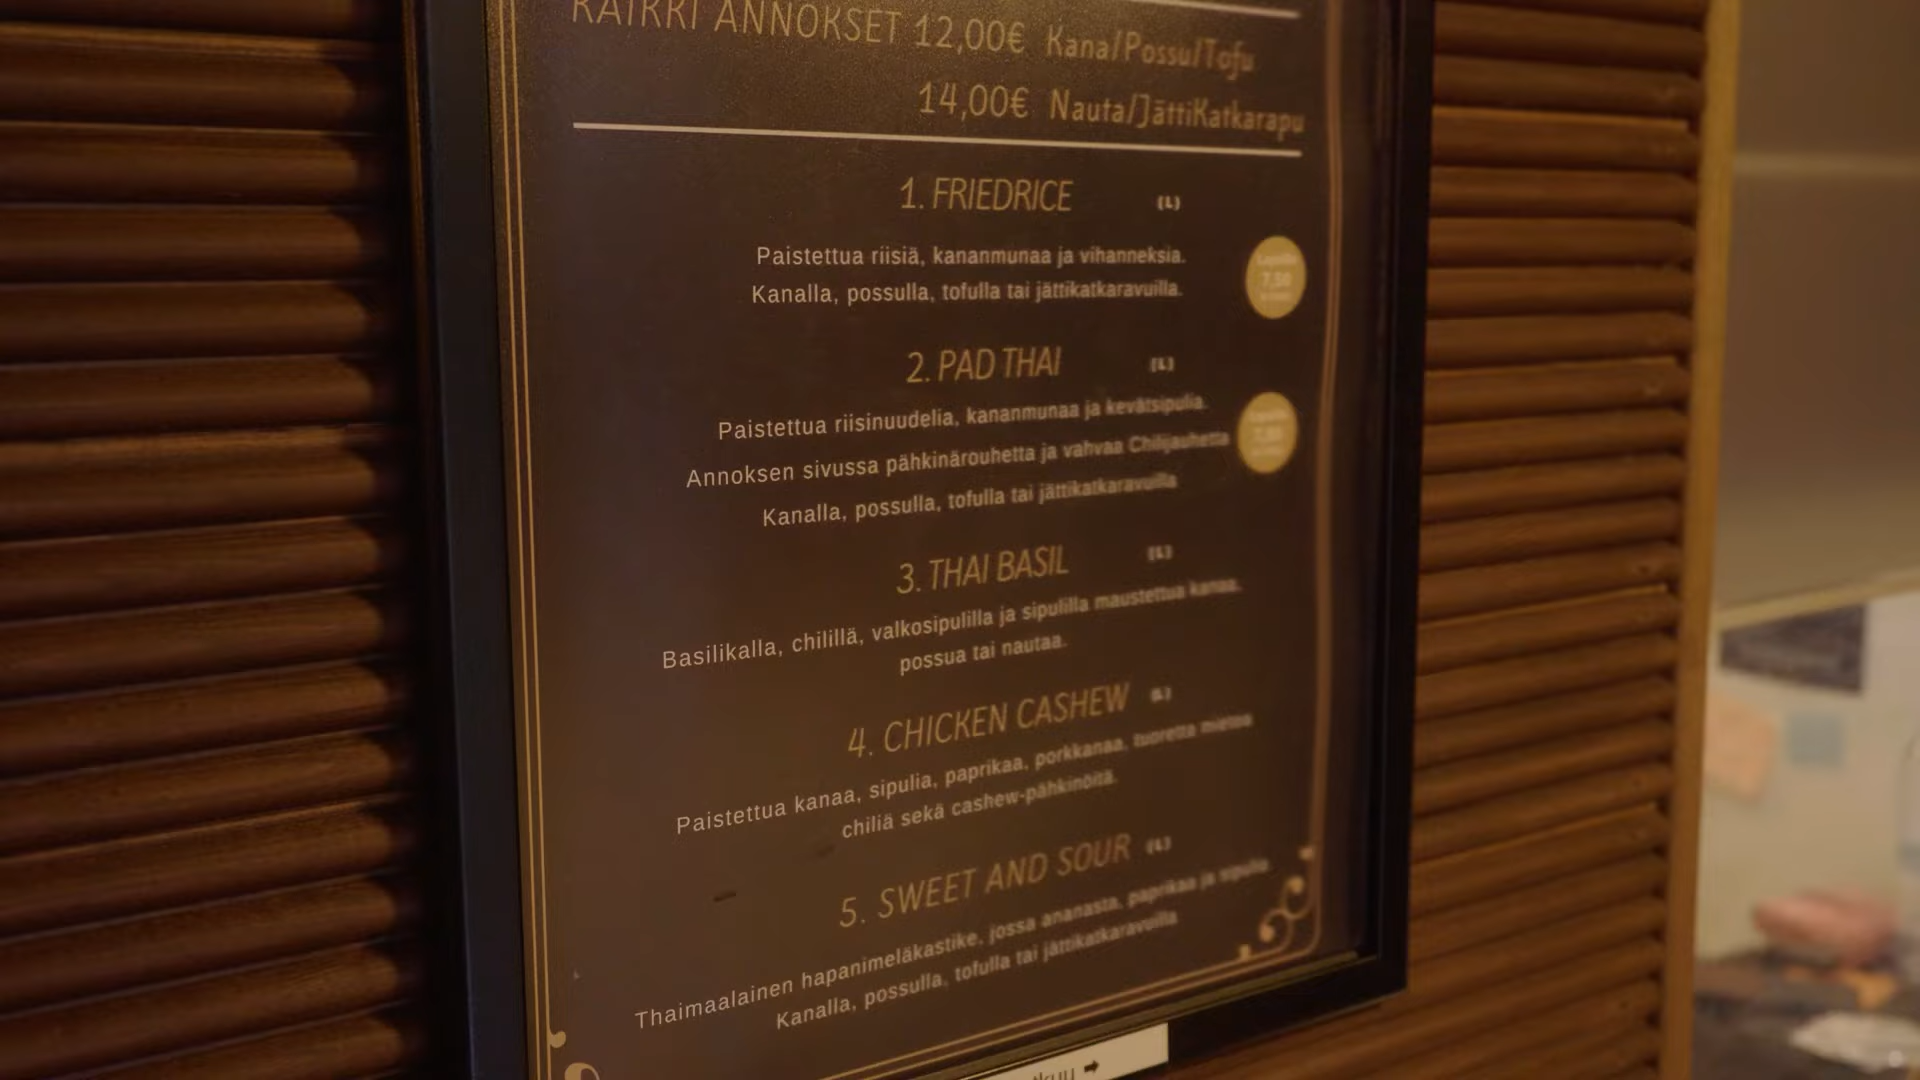 KAIKKI ANNOKSET 12,00€ Kana/Possu/Tofu
14,00€ Nauta/JättiKatkarapu
1. FRIEDRICE (L)
Paistettua riisiä, kananmunaa ja vihanneksia.
Kanalla, possulla, tofulla tai jättikatkaravuilla.
7,50
2. PAD THAI (L)
Paistettua riisinuudelia, kananmunaa ja kevätsipulia.
Annoksen sivussa pähkinärouhetta ja vahvaa Chilijauhetta
Kanalla, possulla, tofulla tai jättikatkaravuilla
3. THAI BASIL (L)
Basilikalla, chilillä, valkosipulilla ja sipulilla maustettua kanaa,
possua tai nautaa.
4. CHICKEN CASHEW (L)
Paistettua kanaa, sipulia, paprikaa, porkkanaa, tuoretta mietoa
chiliä sekä cashew-pähkinöitä.
5. SWEET AND SOUR (L)
Thaimaalainen hapanimeläkastike, jossa ananasta, paprikaa ja sipulia
Kanalla, possulla, tofulla tai jättikatkaravuilla
➡